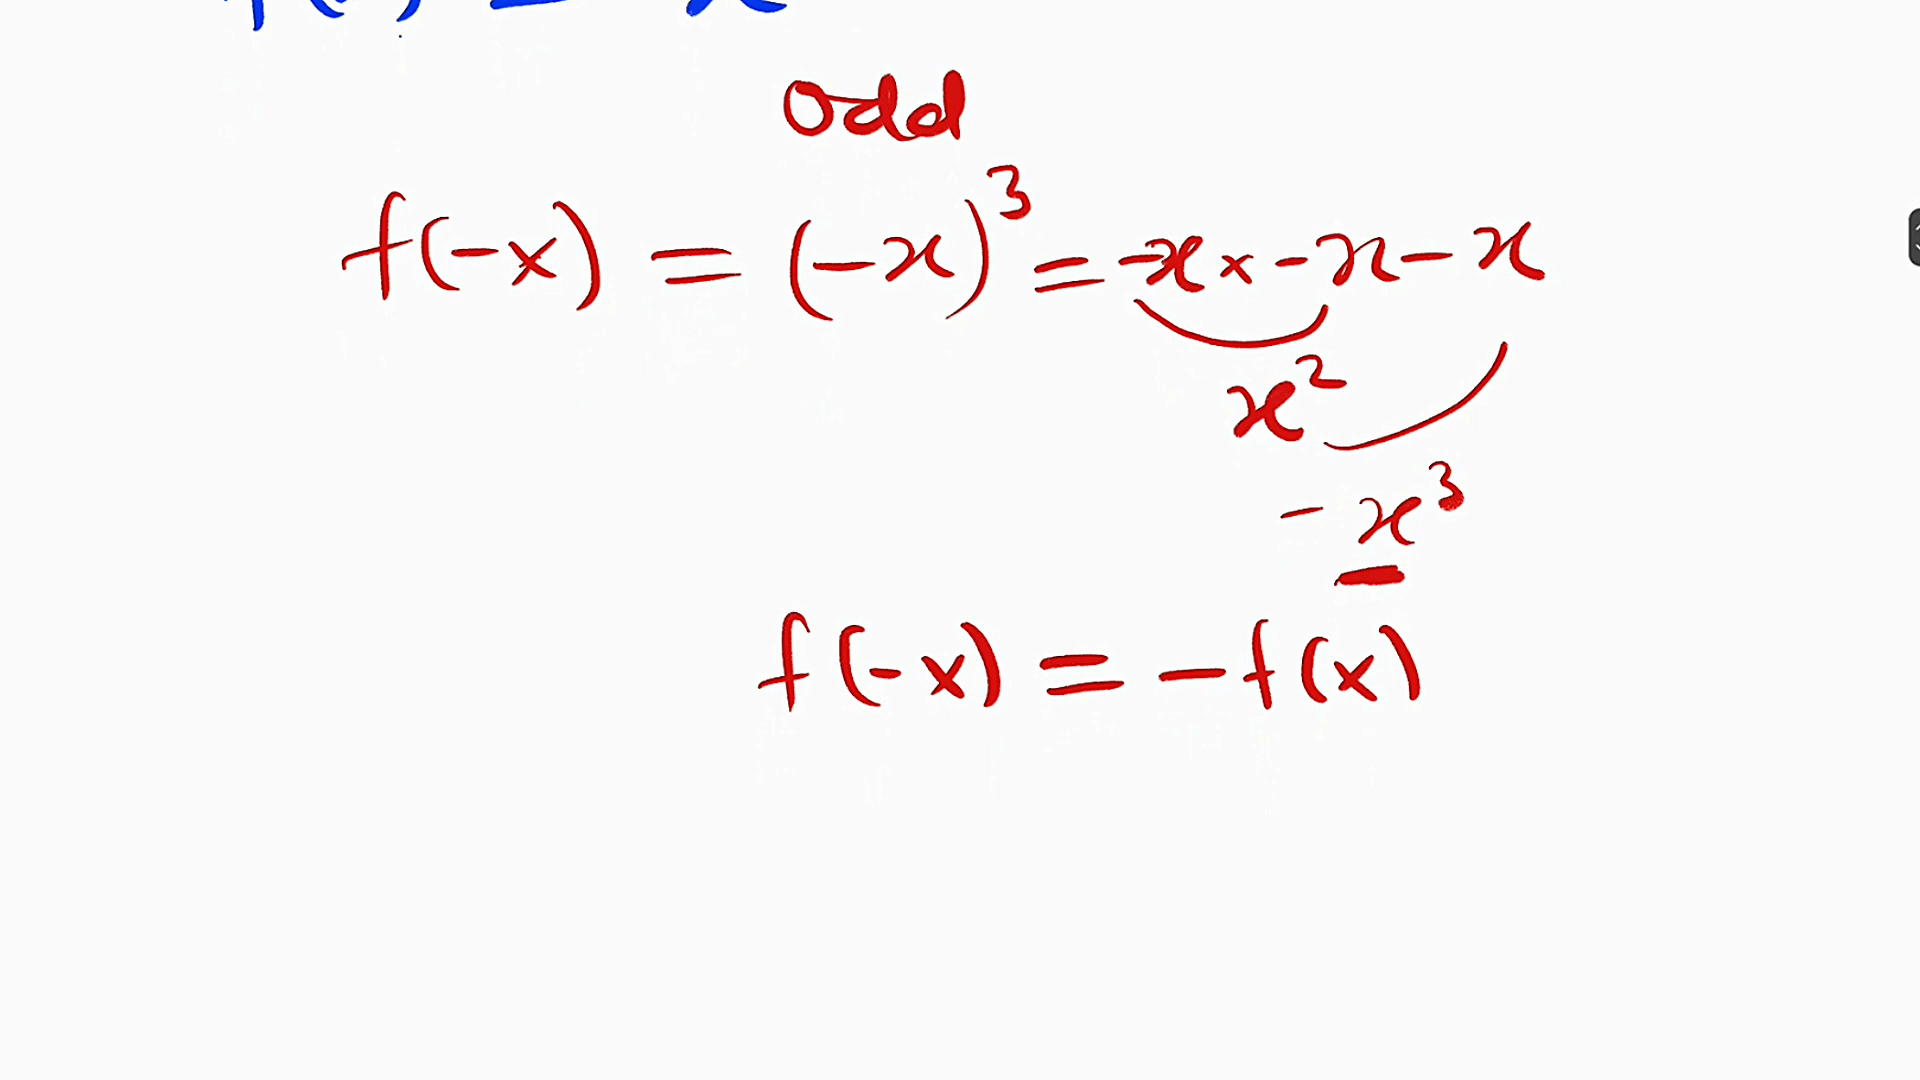 Odd
f(-x) = (-x)³ = -x × -x - x
x²
- x³
f(-x) = -f(x)